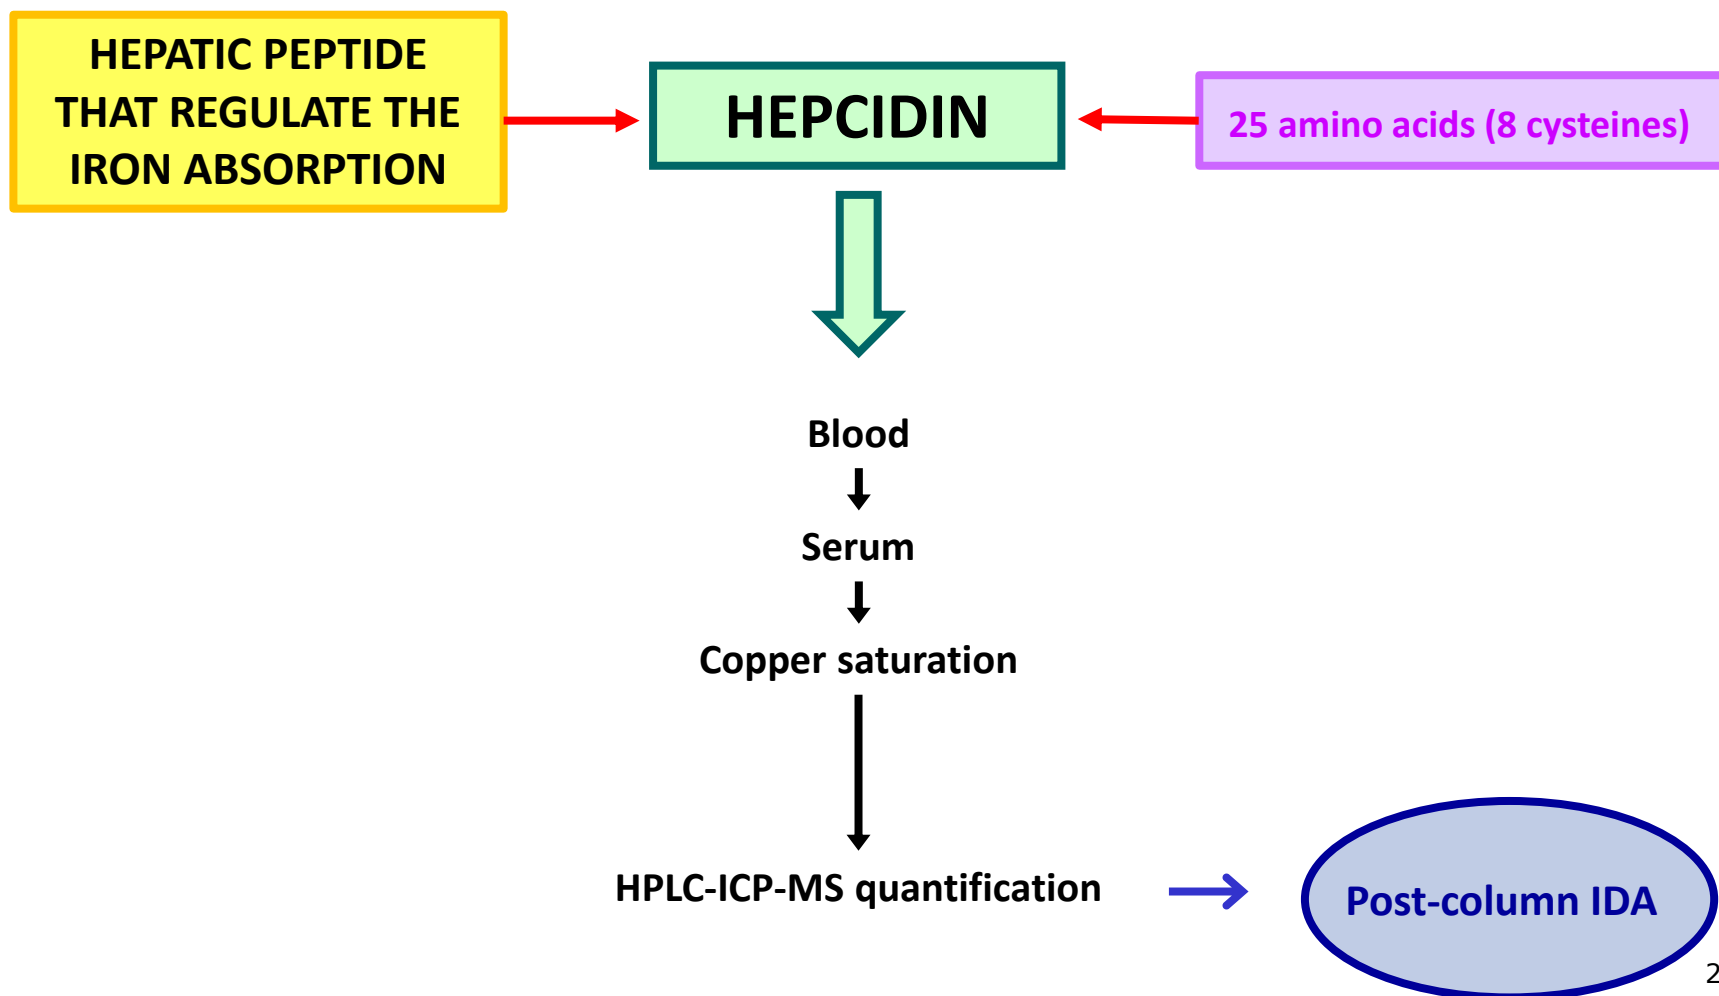 HEPATIC PEPTIDE
THAT REGULATE THE
IRON ABSORPTION
HEPCIDIN
25 amino acids (8 cysteines)
Blood
Serum
Copper saturation
HPLC-ICP-MS quantification
Post-column IDA
2